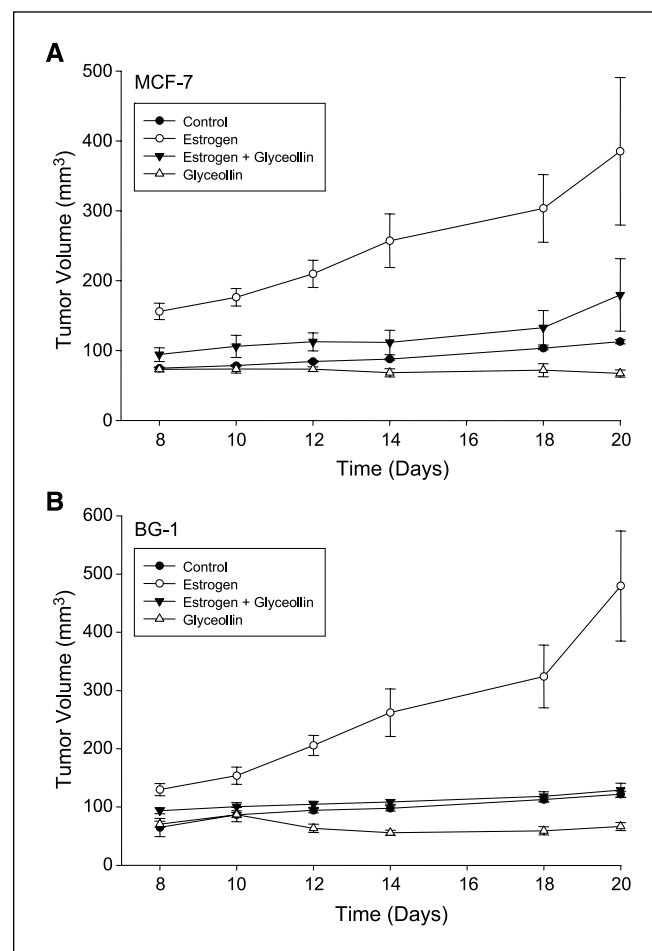 A
MCF-7
Control
Estrogen
Estrogen + Glyceollin
Glyceollin
Tumor Volume (mm3)
500
400
300
200
100
0
8 10 12 14 16 18 20
Time (Days)
B
BG-1
Control
Estrogen
Estrogen + Glyceollin
Glyceollin
Tumor Volume (mm3)
600
500
400
300
200
100
0
8 10 12 14 16 18 20
Time (Days)